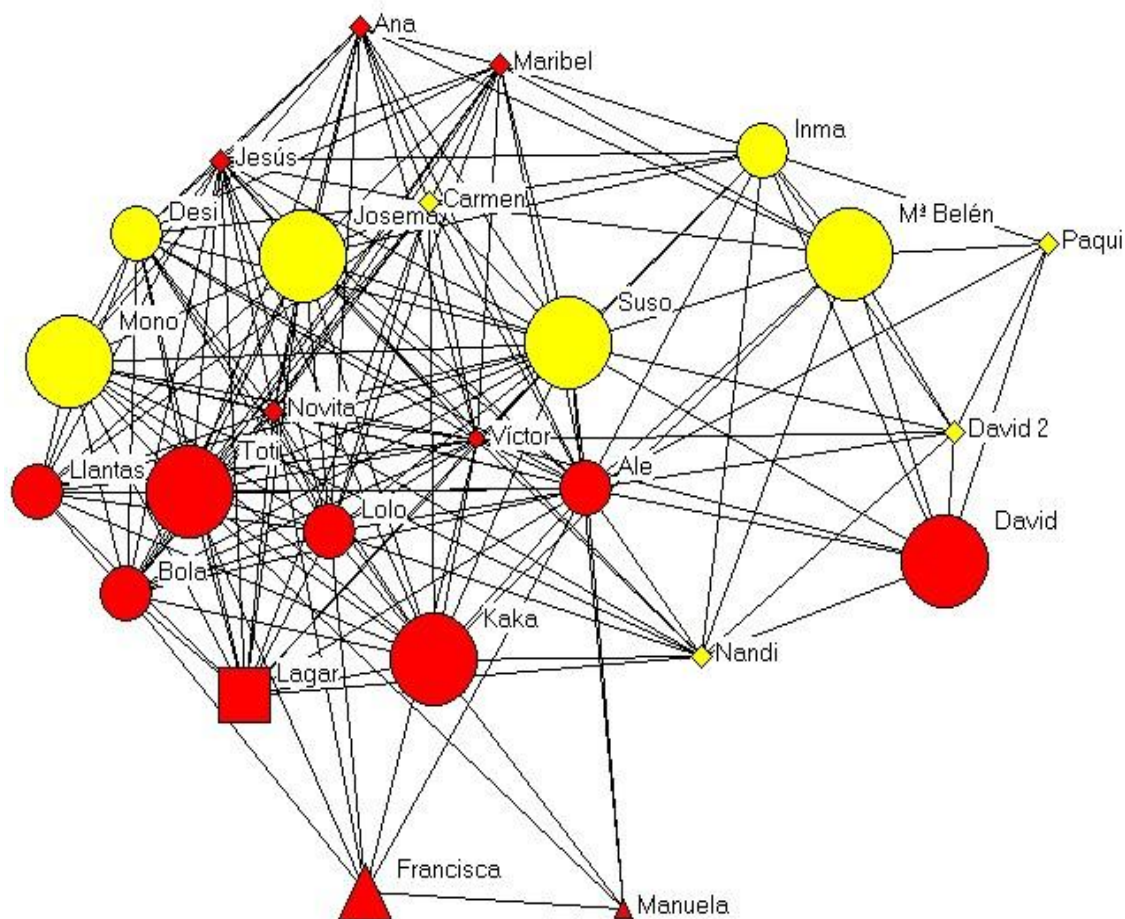 Ana
Maribel
Inma
Jesús
Carmen
Desi
Josema
Mª Belén
Paqui
Mono
Suso
Novita
Víctor
David 2
Toti
Llantas
Ale
Lolo
David
Bola
Kaka
Nandi
Lagar
Francisca
Manuela